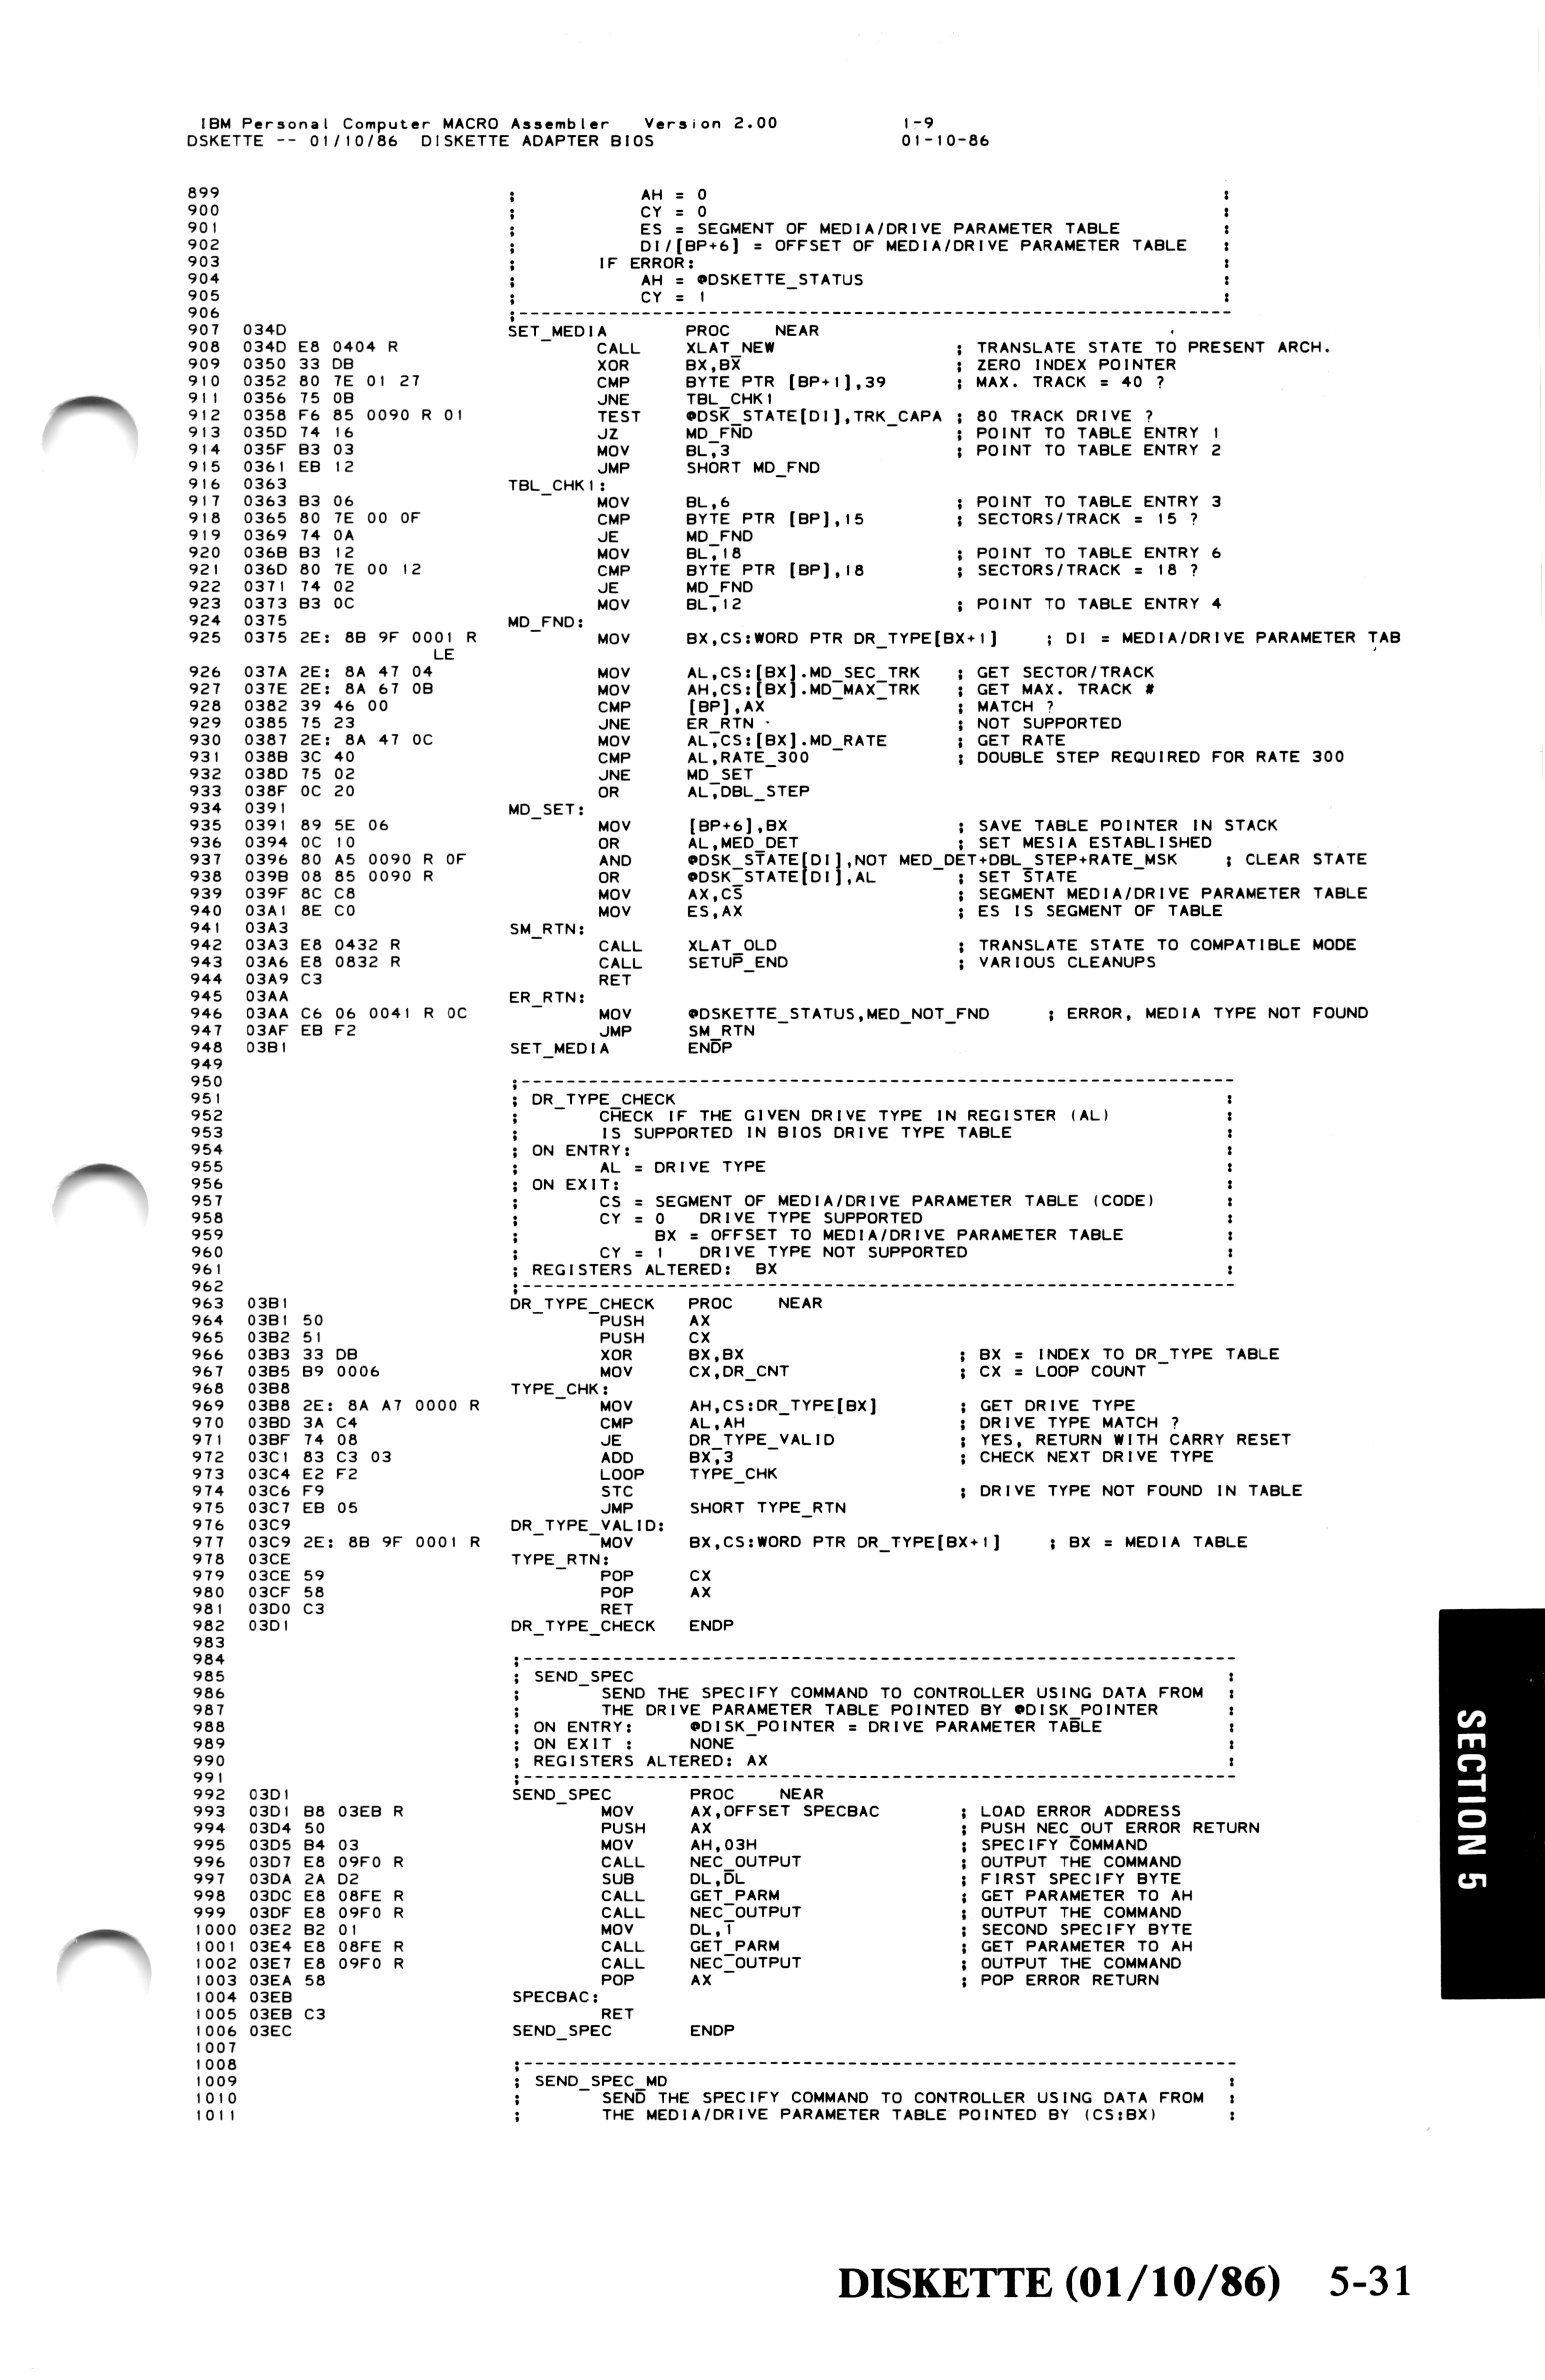 IBM Personal Computer MACRO Assembler   Version 2.00             1-9
DSKETTE -- 01/10/86  DISKETTE ADAPTER BIOS                       01-10-86
899                              ;             AH = 0                                                    :
900                              ;             CY = 0                                                    :
901                              ;             ES = SEGMENT OF MEDIA/DRIVE PARAMETER TABLE               :
902                              ;             DI/[BP+6] = OFFSET OF MEDIA/DRIVE PARAMETER TABLE         :
903                              ;         IF ERROR:                                                     :
904                              ;             AH = @DSKETTE_STATUS                                      :
905                              ;             CY = 1                                                    :
906                              ;-------------------------------------------------------------------------------
907  034D                        SET_MEDIA       PROC    NEAR
908  034D E8 0404 R                      CALL    XLAT_NEW                ; TRANSLATE STATE TO PRESENT ARCH.
909  0350 33 DB                          XOR     BX,BX                   ; ZERO INDEX POINTER
910  0352 80 7E 01 27                    CMP     BYTE PTR [BP+1],39      ; MAX. TRACK = 40 ?
911  0356 75 0B                          JNE     TBL_CHK1
912  0358 F6 85 0090 R 01                TEST    @DSK_STATE[DI],TRK_CAPA ; 80 TRACK DRIVE ?
913  035D 74 16                          JZ      MD_FND                  ; POINT TO TABLE ENTRY 1
914  035F B3 03                          MOV     BL,3                    ; POINT TO TABLE ENTRY 2
915  0361 EB 12                          JMP     SHORT MD_FND
916  0363                        TBL_CHK1:
917  0363 B3 06                          MOV     BL,6                    ; POINT TO TABLE ENTRY 3
918  0365 80 7E 00 0F                    CMP     BYTE PTR [BP],15        ; SECTORS/TRACK = 15 ?
919  0369 74 0A                          JE      MD_FND
920  036B B3 12                          MOV     BL,18                   ; POINT TO TABLE ENTRY 6
921  036D 80 7E 00 12                    CMP     BYTE PTR [BP],18        ; SECTORS/TRACK = 18 ?
922  0371 74 02                          JE      MD_FND
923  0373 B3 0C                          MOV     BL,12                   ; POINT TO TABLE ENTRY 4
924  0375                        MD_FND:
925  0375 2E: 8B 9F 0001 R               MOV     BX,CS:WORD PTR DR_TYPE[BX+1]    ; DI = MEDIA/DRIVE PARAMETER TAB
LE
926  037A 2E: 8A 47 04                   MOV     AL,CS:[BX].MD_SEC_TRK   ; GET SECTOR/TRACK
927  037E 2E: 8A 67 0B                   MOV     AH,CS:[BX].MD_MAX_TRK   ; GET MAX. TRACK #
928  0382 39 46 00                       CMP     [BP],AX                 ; MATCH ?
929  0385 75 23                          JNE     ER_RTN                  ; NOT SUPPORTED
930  0387 2E: 8A 47 0C                   MOV     AL,CS:[BX].MD_RATE      ; GET RATE
931  038B 3C 40                          CMP     AL,RATE_300             ; DOUBLE STEP REQUIRED FOR RATE 300
932  038D 75 02                          JNE     MD_SET
933  038F 0C 20                          OR      AL,DBL_STEP
934  0391                        MD_SET:
935  0391 89 5E 06                       MOV     [BP+6],BX               ; SAVE TABLE POINTER IN STACK
936  0394 0C 10                          OR      AL,MED_DET              ; SET MESIA ESTABLISHED
937  0396 80 A5 0090 R 0F                AND     @DSK_STATE[DI],NOT MED_DET+DBL_STEP+RATE_MSK    ; CLEAR STATE
938  039B 08 85 0090 R                   OR      @DSK_STATE[DI],AL       ; SET STATE
939  039F 8C C8                          MOV     AX,CS                   ; SEGMENT MEDIA/DRIVE PARAMETER TABLE
940  03A1 8E C0                          MOV     ES,AX                   ; ES IS SEGMENT OF TABLE
941  03A3                        SM_RTN:
942  03A3 E8 0432 R                      CALL    XLAT_OLD                ; TRANSLATE STATE TO COMPATIBLE MODE
943  03A6 E8 0832 R                      CALL    SETUP_END               ; VARIOUS CLEANUPS
944  03A9 C3                             RET
945  03AA                        ER_RTN:
946  03AA C6 06 0041 R 0C                MOV     @DSKETTE_STATUS,MED_NOT_FND     ; ERROR, MEDIA TYPE NOT FOUND
947  03AF EB F2                          JMP     SM_RTN
948  03B1                        SET_MEDIA       ENDP
949
950                              ;-------------------------------------------------------------------------------
951                              ; DR_TYPE_CHECK                                                         :
952                              ;         CHECK IF THE GIVEN DRIVE TYPE IN REGISTER (AL)                :
953                              ;         IS SUPPORTED IN BIOS DRIVE TYPE TABLE                         :
954                              ; ON ENTRY:                                                             :
955                              ;         AL = DRIVE TYPE                                               :
956                              ; ON EXIT:                                                              :
957                              ;         CS = SEGMENT OF MEDIA/DRIVE PARAMETER TABLE (CODE)            :
958                              ;         CY = 0    DRIVE TYPE SUPPORTED                                :
959                              ;               BX = OFFSET TO MEDIA/DRIVE PARAMETER TABLE              :
960                              ;         CY = 1    DRIVE TYPE NOT SUPPORTED                            :
961                              ; REGISTERS ALTERED:  BX                                                :
962                              ;-------------------------------------------------------------------------------
963  03B1                        DR_TYPE_CHECK   PROC    NEAR
964  03B1 50                             PUSH    AX
965  03B2 51                             PUSH    CX
966  03B3 33 DB                          XOR     BX,BX                   ; BX = INDEX TO DR_TYPE TABLE
967  03B5 B9 0006                        MOV     CX,DR_CNT               ; CX = LOOP COUNT
968  03B8                        TYPE_CHK:
969  03B8 2E: 8A A7 0000 R               MOV     AH,CS:DR_TYPE[BX]       ; GET DRIVE TYPE
970  03BD 3A C4                          CMP     AL,AH                   ; DRIVE TYPE MATCH ?
971  03BF 74 08                          JE      DR_TYPE_VALID           ; YES, RETURN WITH CARRY RESET
972  03C1 83 C3 03                       ADD     BX,3                    ; CHECK NEXT DRIVE TYPE
973  03C4 E2 F2                          LOOP    TYPE_CHK
974  03C6 F9                             STC                             ; DRIVE TYPE NOT FOUND IN TABLE
975  03C7 EB 05                          JMP     SHORT TYPE_RTN
976  03C9                        DR_TYPE_VALID:
977  03C9 2E: 8B 9F 0001 R               MOV     BX,CS:WORD PTR DR_TYPE[BX+1]    ; BX = MEDIA TABLE
978  03CE                        TYPE_RTN:
979  03CE 59                             POP     CX
980  03CF 58                             POP     AX
981  03D0 C3                             RET
982  03D1                        DR_TYPE_CHECK   ENDP
983
984                              ;-------------------------------------------------------------------------------
985                              ; SEND_SPEC                                                             :
986                              ;         SEND THE SPECIFY COMMAND TO CONTROLLER USING DATA FROM        :
987                              ;         THE DRIVE PARAMETER TABLE POINTED BY @DISK_POINTER            :
988                              ; ON ENTRY:       @DISK_POINTER = DRIVE PARAMETER TABLE                 :
989                              ; ON EXIT :       NONE                                                  :
990                              ; REGISTERS ALTERED: AX                                                 :
991                              ;-------------------------------------------------------------------------------
992  03D1                        SEND_SPEC       PROC    NEAR
993  03D1 B8 03EB R                      MOV     AX,OFFSET SPECBAC       ; LOAD ERROR ADDRESS
994  03D4 50                             PUSH    AX                      ; PUSH NEC_OUT ERROR RETURN
995  03D5 B4 03                          MOV     AH,03H                  ; SPECIFY COMMAND
996  03D7 E8 09F0 R                      CALL    NEC_OUTPUT              ; OUTPUT THE COMMAND
997  03DA 2A D2                          SUB     DL,DL                   ; FIRST SPECIFY BYTE
998  03DC E8 08FE R                      CALL    GET_PARM                ; GET PARAMETER TO AH
999  03DF E8 09F0 R                      CALL    NEC_OUTPUT              ; OUTPUT THE COMMAND
1000 03E2 B2 01                          MOV     DL,1                    ; SECOND SPECIFY BYTE
1001 03E4 E8 08FE R                      CALL    GET_PARM                ; GET PARAMETER TO AH
1002 03E7 E8 09F0 R                      CALL    NEC_OUTPUT              ; OUTPUT THE COMMAND
1003 03EA 58                             POP     AX                      ; POP ERROR RETURN
1004 03EB                        SPECBAC:
1005 03EB C3                             RET
1006 03EC                        SEND_SPEC       ENDP
1007
1008                             ;-------------------------------------------------------------------------------
1009                             ; SEND_SPEC_MD                                                          :
1010                             ;         SEND THE SPECIFY COMMAND TO CONTROLLER USING DATA FROM        :
1011                             ;         THE MEDIA/DRIVE PARAMETER TABLE POINTED BY (CS:BX)            :
SECTION 5
DISKETTE (01/10/86)   5-31